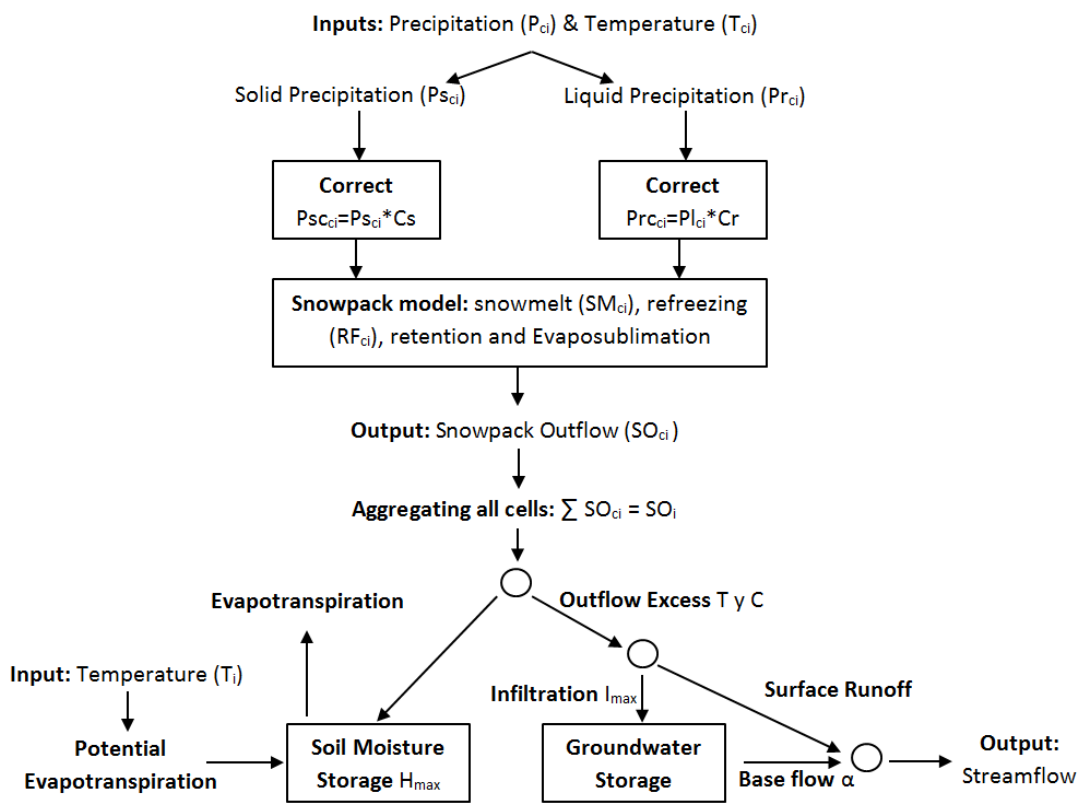 Inputs: Precipitation (Pci) & Temperature (Tci)
Solid Precipitation (Psci)
Liquid Precipitation (Prci)
Correct
Pscci=Psci*Cs
Correct
Prcci=Plci*Cr
Snowpack model: snowmelt (SMci), refreezing
(RFci), retention and Evaposublimation
Output: Snowpack Outflow (SOci)
Aggregating all cells: ∑ SOci = SOi
Evapotranspiration
Outflow Excess T y C
Input: Temperature (Ti)
Infiltration Imax
Surface Runoff
Potential
Evapotranspiration
Soil Moisture
Storage Hmax
Groundwater
Storage
Base flow α
Output:
Streamflow